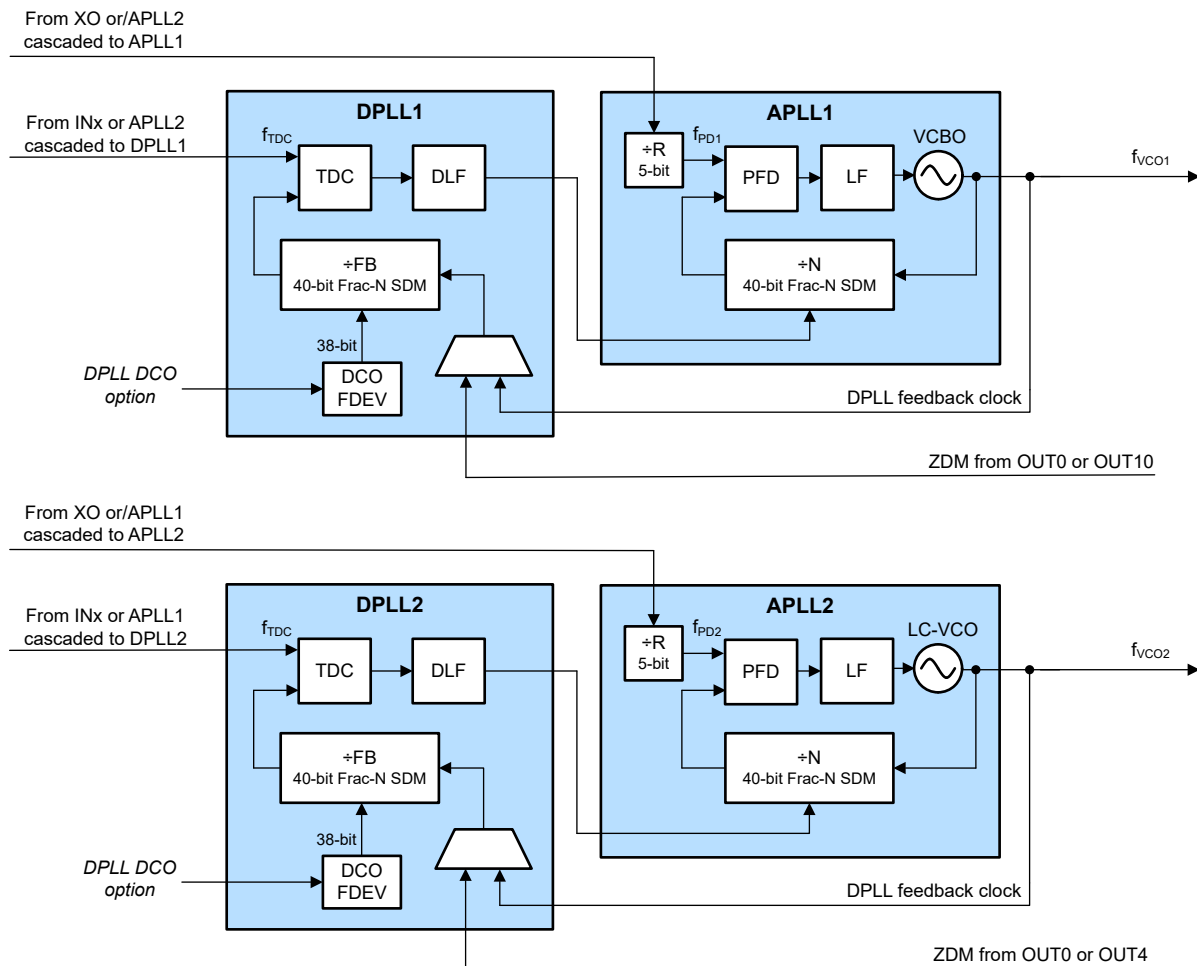 From XO or/APLL2
cascaded to APLL1
DPLL1
APLL1
From INx or APLL2
cascaded to DPLL1
fTDC
TDC
DLF
÷R
5-bit
fPD1
PFD
LF
VCBO
fVCO1
÷FB
40-bit Frac-N SDM
÷N
40-bit Frac-N SDM
38-bit
DPLL DCO
option
DCO
FDEV
DPLL feedback clock
ZDM from OUT0 or OUT10
From XO or/APLL1
cascaded to APLL2
DPLL2
APLL2
From INx or APLL1
cascaded to DPLL2
fTDC
TDC
DLF
÷R
5-bit
fPD2
PFD
LF
LC-VCO
fVCO2
÷FB
40-bit Frac-N SDM
÷N
40-bit Frac-N SDM
38-bit
DPLL DCO
option
DCO
FDEV
DPLL feedback clock
ZDM from OUT0 or OUT4